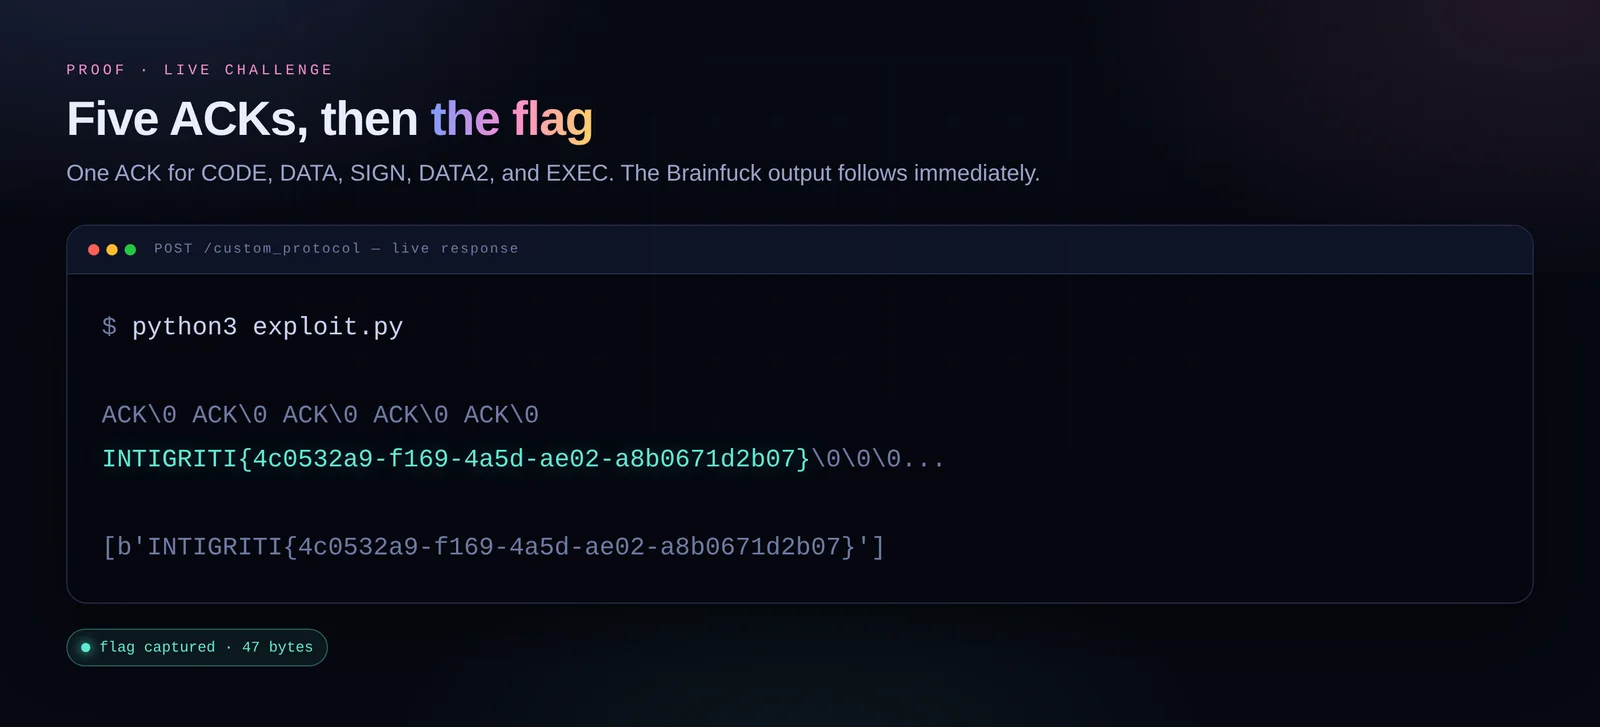 PROOF · LIVE CHALLENGE
Five ACKs, then the flag
One ACK for CODE, DATA, SIGN, DATA2, and EXEC. The Brainfuck output follows immediately.
POST /custom_protocol — live response
$ python3 exploit.py
ACK\0 ACK\0 ACK\0 ACK\0 ACK\0
INTIGRITI{4c0532a9-f169-4a5d-ae02-a8b0671d2b07}\0\0\0...
[b'INTIGRITI{4c0532a9-f169-4a5d-ae02-a8b0671d2b07}']
flag captured · 47 bytes